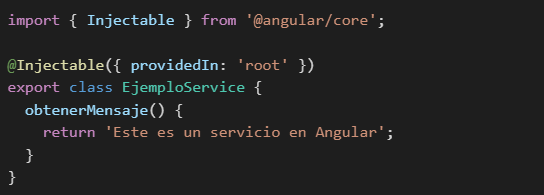 import { Injectable } from '@angular/core';
@Injectable({ providedIn: 'root' })
export class EjemploService {
obtenerMensaje() {
return 'Este es un servicio en Angular';
}
}